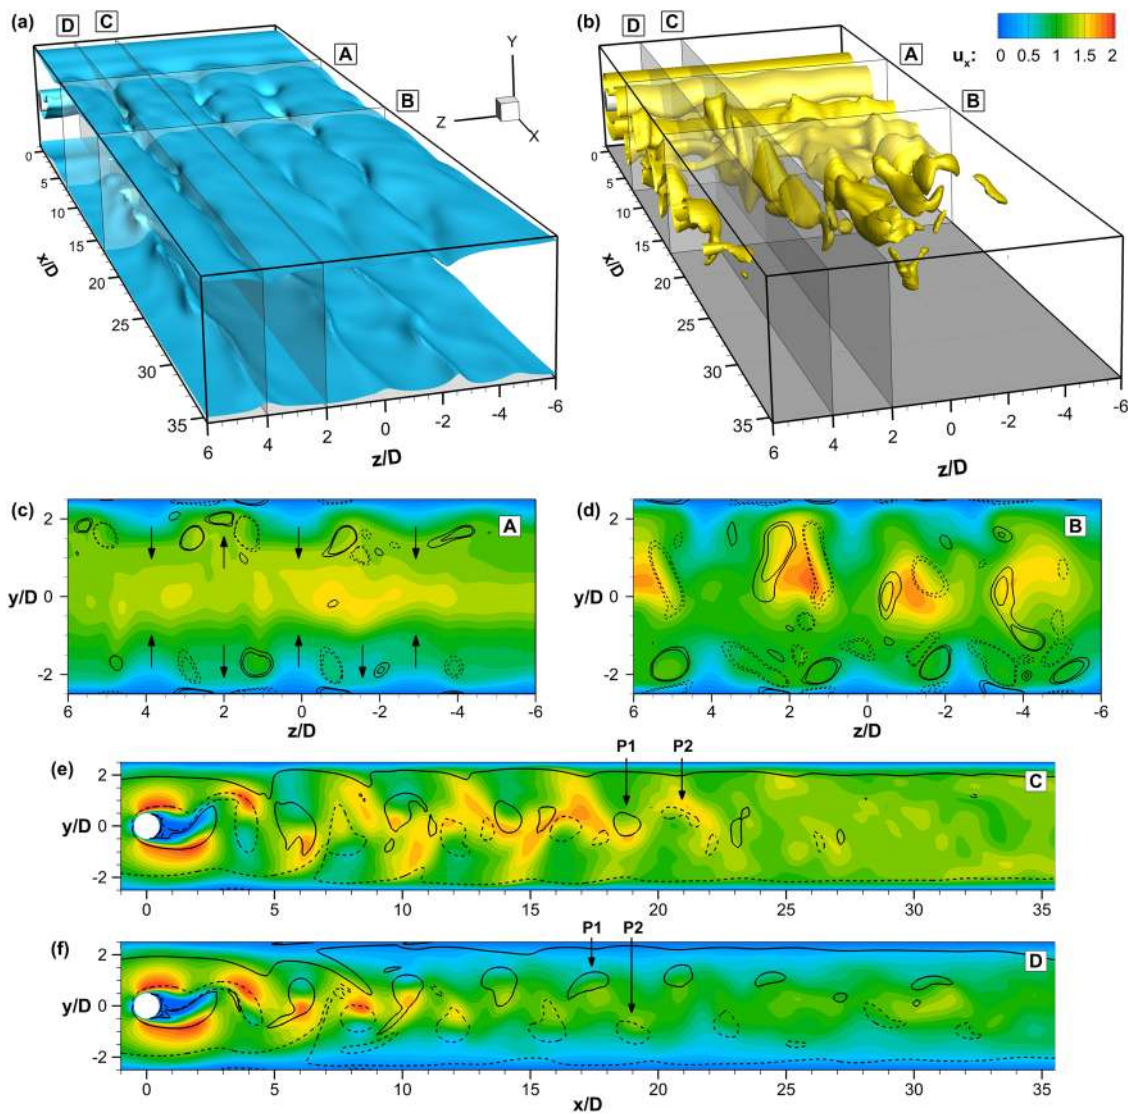 (a) D C A B
Y Z X
0 5 10 15 20 25 30 35
x/D
6 4 2 0 -2 -4 -6
z/D
(b) D C A B
uₓ: 0 0.5 1 1.5 2
0 5 10 15 20 25 30 35
x/D
6 4 2 0 -2 -4 -6
z/D
(c) A
y/D 2 0 -2
6 4 2 0 -2 -4 -6
z/D
(d) B
y/D 2 0 -2
6 4 2 0 -2 -4 -6
z/D
(e) P1 P2 C
y/D 2 0 -2
0 5 10 15 20 25 30 35
(f) P1 P2 D
y/D 2 0 -2
0 5 10 15 20 25 30 35
x/D